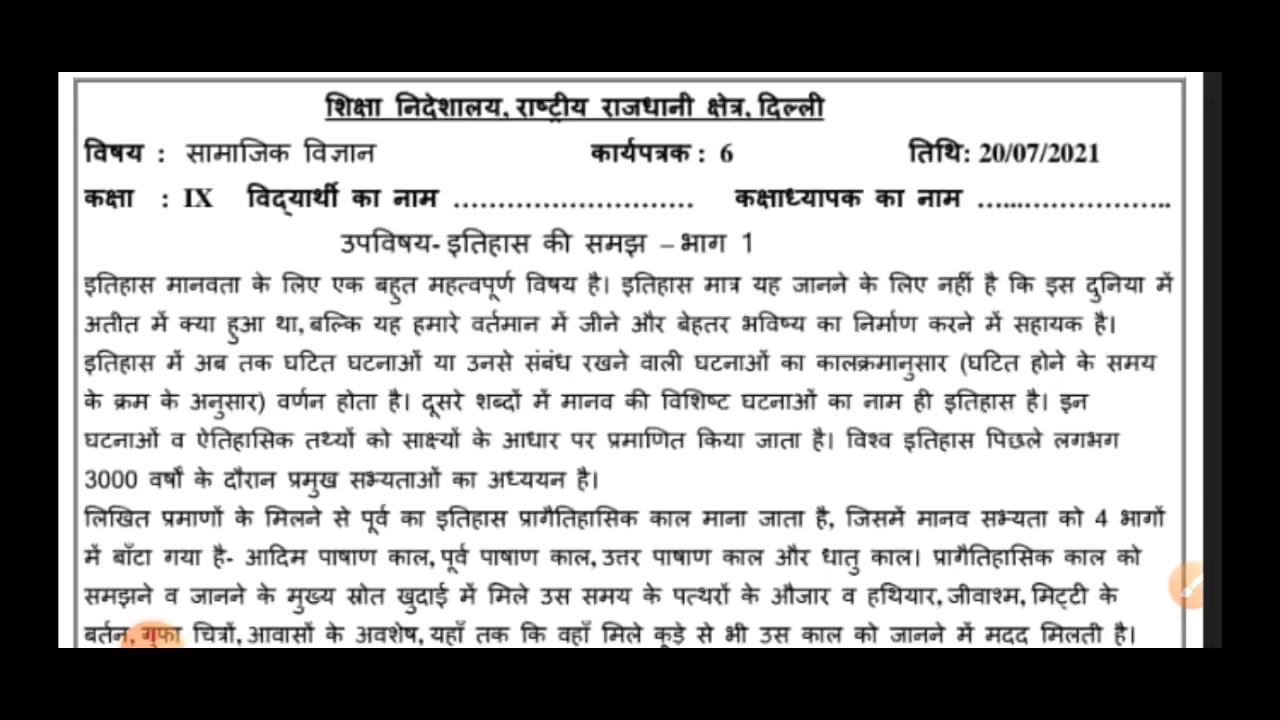 शिक्षा निदेशालय, राष्ट्रीय राजधानी क्षेत्र, दिल्ली
विषय : सामाजिक विज्ञान कार्यपत्रक : 6 तिथि: 20/07/2021
कक्षा : IX विद्यार्थी का नाम ........................... कक्षाध्यापक का नाम ......................
उपविषय- इतिहास की समझ – भाग 1
इतिहास मानवता के लिए एक बहुत महत्वपूर्ण विषय है। इतिहास मात्र यह जानने के लिए नहीं है कि इस दुनिया में
अतीत में क्या हुआ था, बल्कि यह हमारे वर्तमान में जीने और बेहतर भविष्य का निर्माण करने में सहायक है।
इतिहास में अब तक घटित घटनाओं या उनसे संबंध रखने वाली घटनाओं का कालक्रमानुसार (घटित होने के समय
के क्रम के अनुसार) वर्णन होता है। दूसरे शब्दों में मानव की विशिष्ट घटनाओं का नाम ही इतिहास है। इन
घटनाओं व ऐतिहासिक तथ्यों को साक्ष्यों के आधार पर प्रमाणित किया जाता है। विश्व इतिहास पिछले लगभग
3000 वर्षों के दौरान प्रमुख सभ्यताओं का अध्ययन है।
लिखित प्रमाणों के मिलने से पूर्व का इतिहास प्रागैतिहासिक काल माना जाता है, जिसमें मानव सभ्यता को 4 भागों
में बाँटा गया है- आदिम पाषाण काल, पूर्व पाषाण काल, उत्तर पाषाण काल और धातु काल। प्रागैतिहासिक काल को
समझने व जानने के मुख्य स्रोत खुदाई में मिले उस समय के पत्थरों के औजार व हथियार, जीवाश्म, मिट्टी के
बर्तन, गुफा चित्रों, आवासों के अवशेष, यहाँ तक कि वहाँ मिले कूड़े से भी उस काल को जानने में मदद मिलती है।